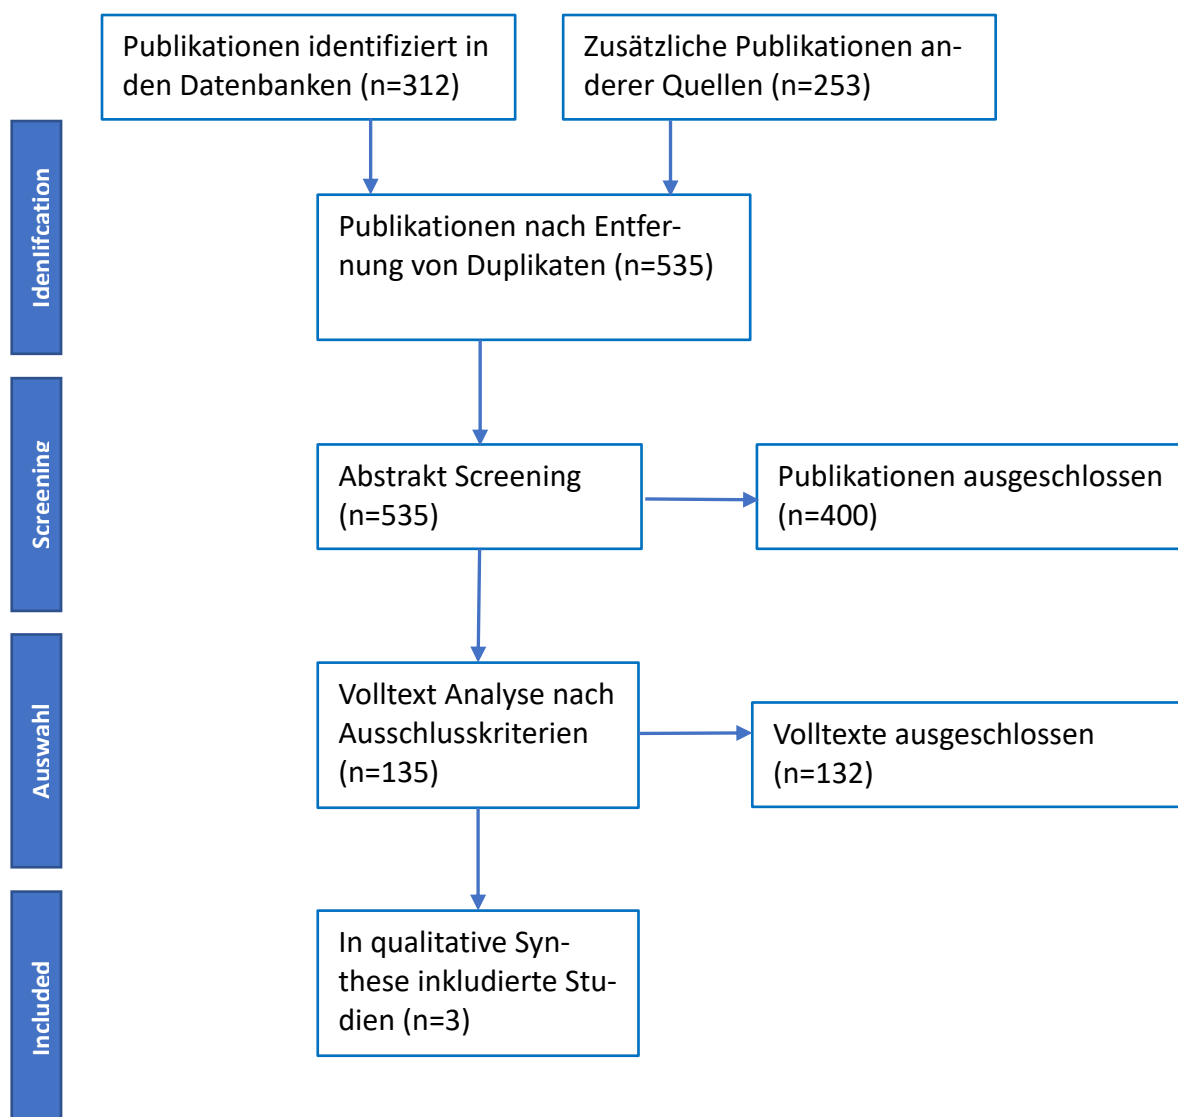 Publikationen identifiziert in
den Datenbanken (n=312)
Zusätzliche Publikationen an-
derer Quellen (n=253)
Idenlifcation
Publikationen nach Entfer-
nung von Duplikaten (n=535)
Screening
Abstrakt Screening
(n=535)
Publikationen ausgeschlossen
(n=400)
Auswahl
Volltext Analyse nach
Ausschlusskriterien
(n=135)
Volltexte ausgeschlossen
(n=132)
Included
In qualitative Syn-
these inkludierte Stu-
dien (n=3)